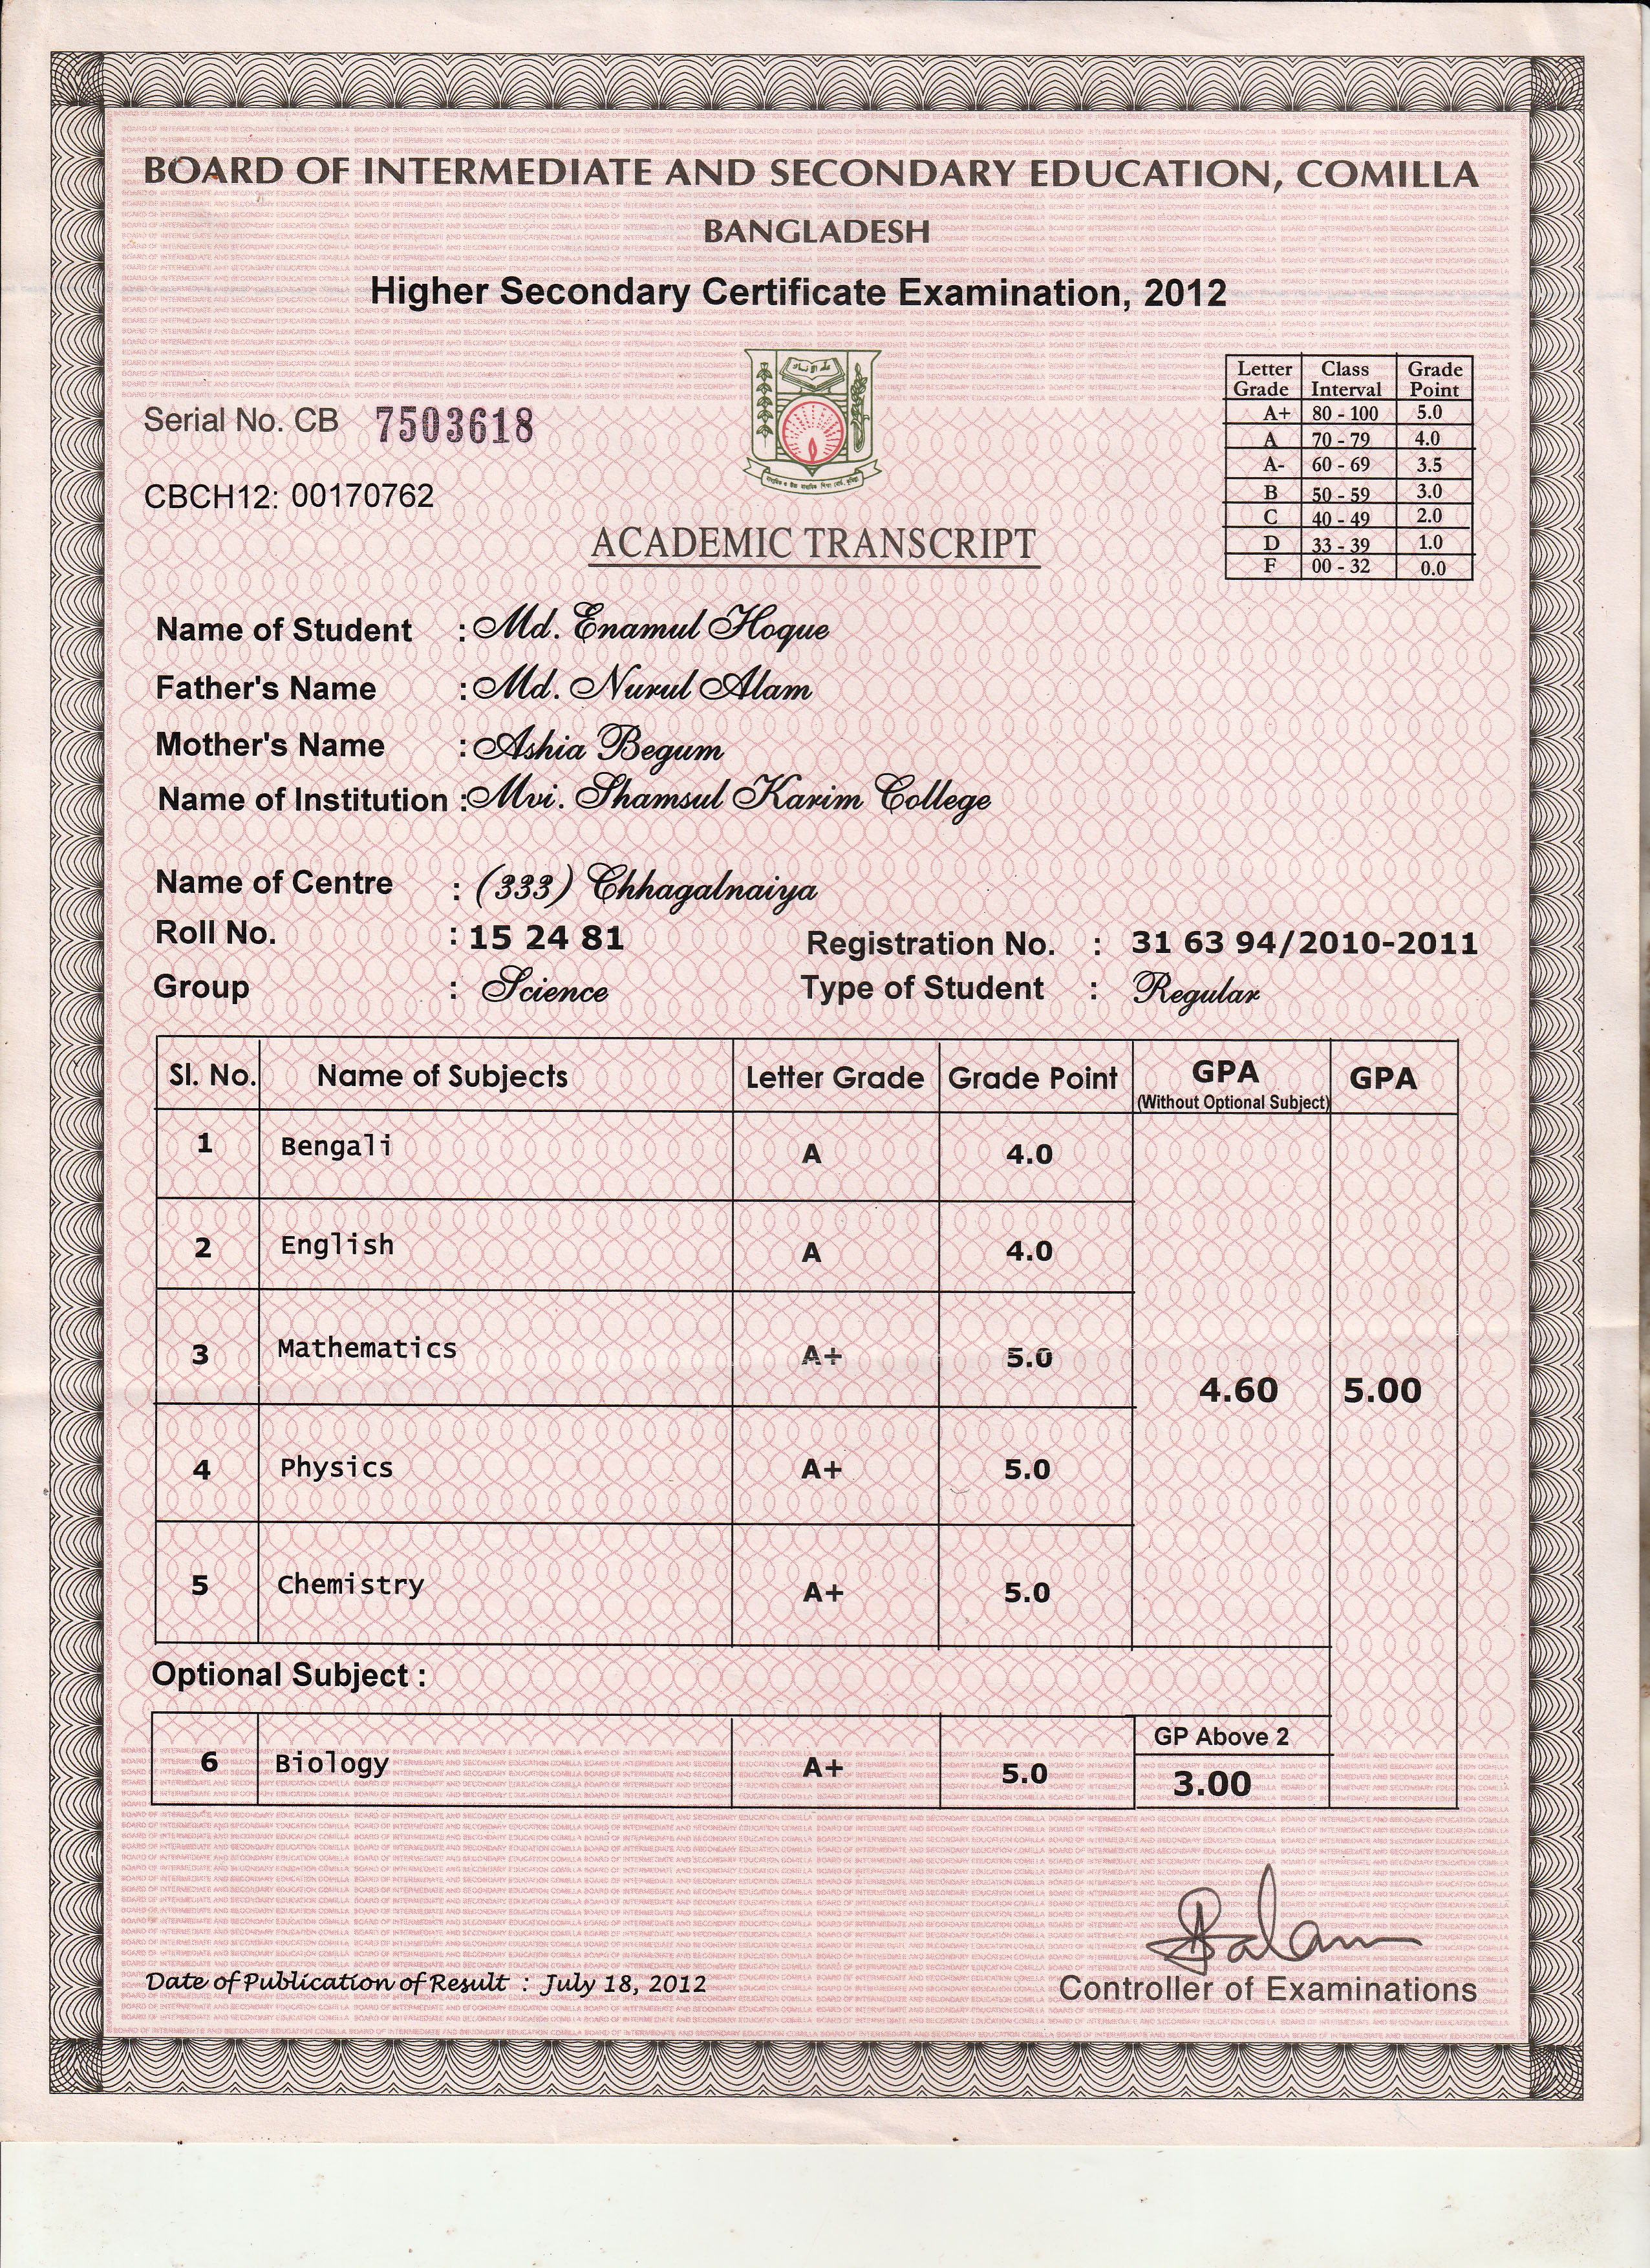 BOARD OF INTERMEDIATE AND SECONDARY EDUCATION, COMILLA
BANGLADESH
Higher Secondary Certificate Examination, 2012
Letter Grade Class Interval Grade Point
A+ 80 - 100 5.0
A 70 - 79 4.0
A- 60 - 69 3.5
B 50 - 59 3.0
C 40 - 49 2.0
D 33 - 39 1.0
F 00 - 32 0.0
Serial No. CB 7503618
CBCH12: 00170762
ACADEMIC TRANSCRIPT
Name of Student : Md. Enamul Hoque
Father's Name : Md. Nurul Alam
Mother's Name : Ashia Begum
Name of Institution : Mvi. Shamsul Karim College
Name of Centre : (333) Chhagalnaiya
Roll No. : 15 24 81 Registration No. : 31 63 94/2010-2011
Group : Science Type of Student : Regular
Sl. No. Name of Subjects Letter Grade Grade Point GPA (Without Optional Subject) GPA
1 Bengali A 4.0
2 English A 4.0
3 Mathematics A+ 5.0
4.60 5.00
4 Physics A+ 5.0
5 Chemistry A+ 5.0
Optional Subject :
GP Above 2
6 Biology A+ 5.0 3.00
Date of Publication of Result : July 18, 2012
Controller of Examinations